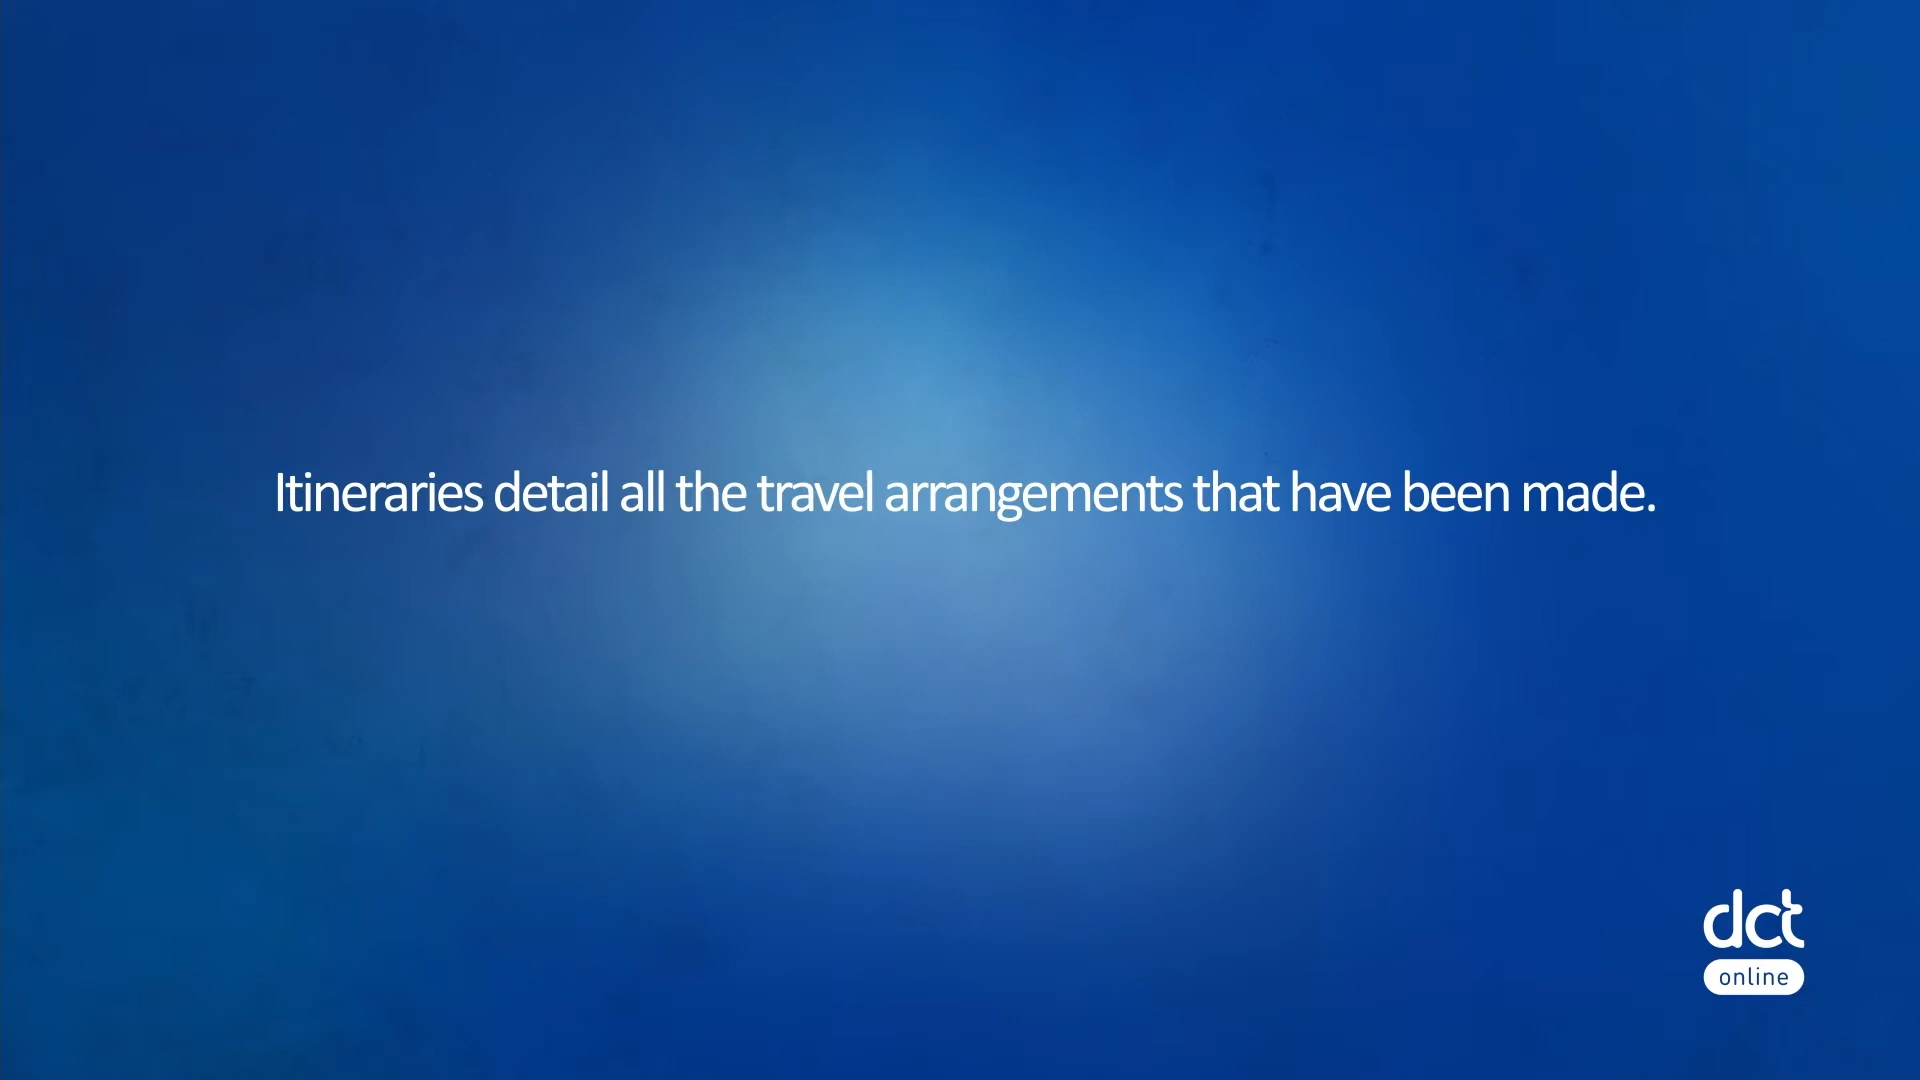 Itineraries detail all the travel arrangements that have been made.
dct
online